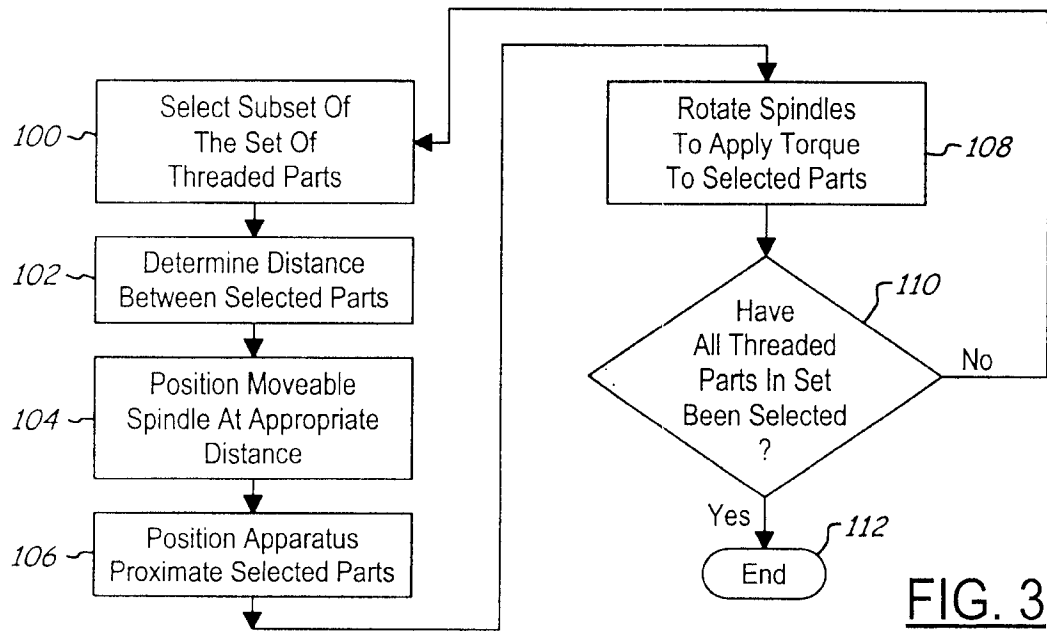 100
Select Subset Of
The Set Of
Threaded Parts
102
Determine Distance
Between Selected Parts
104
Position Moveable
Spindle At Appropriate
Distance
106
Position Apparatus
Proximate Selected Parts
Rotate Spindles
To Apply Torque
To Selected Parts
108
Have
All Threaded
Parts In Set
Been Selected
?
110
No
Yes
End
112
FIG. 3